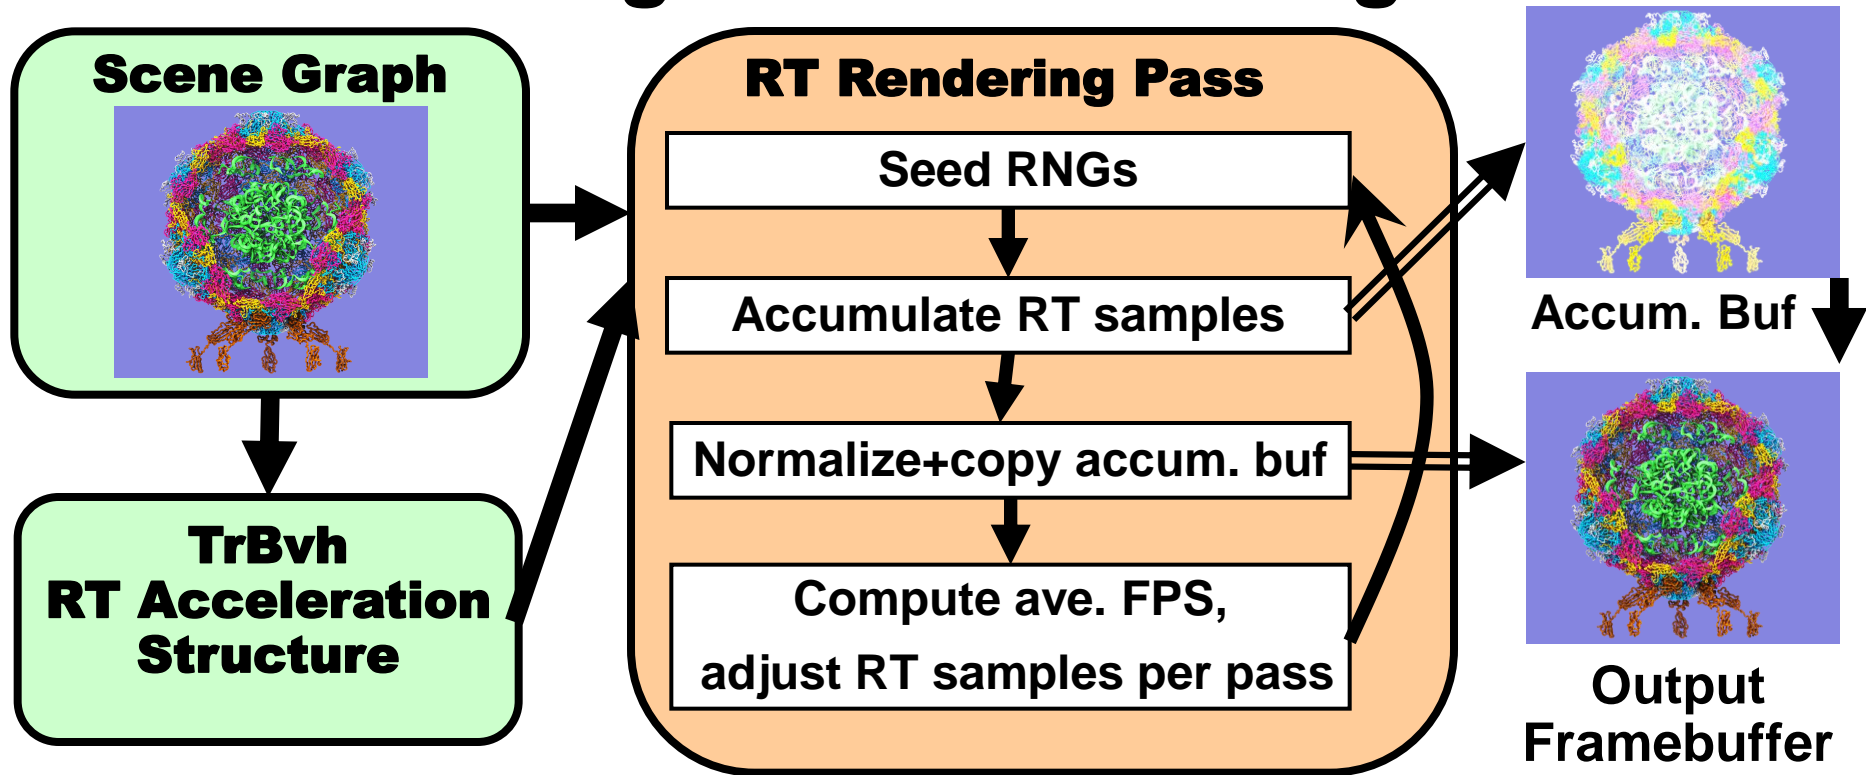 Scene Graph
TrBvh
RT Acceleration
Structure
RT Rendering Pass
Seed RNGs
Accumulate RT samples
Normalize+copy accum. buf
Compute ave. FPS,
adjust RT samples per pass
Accum. Buf
Output
Framebuffer